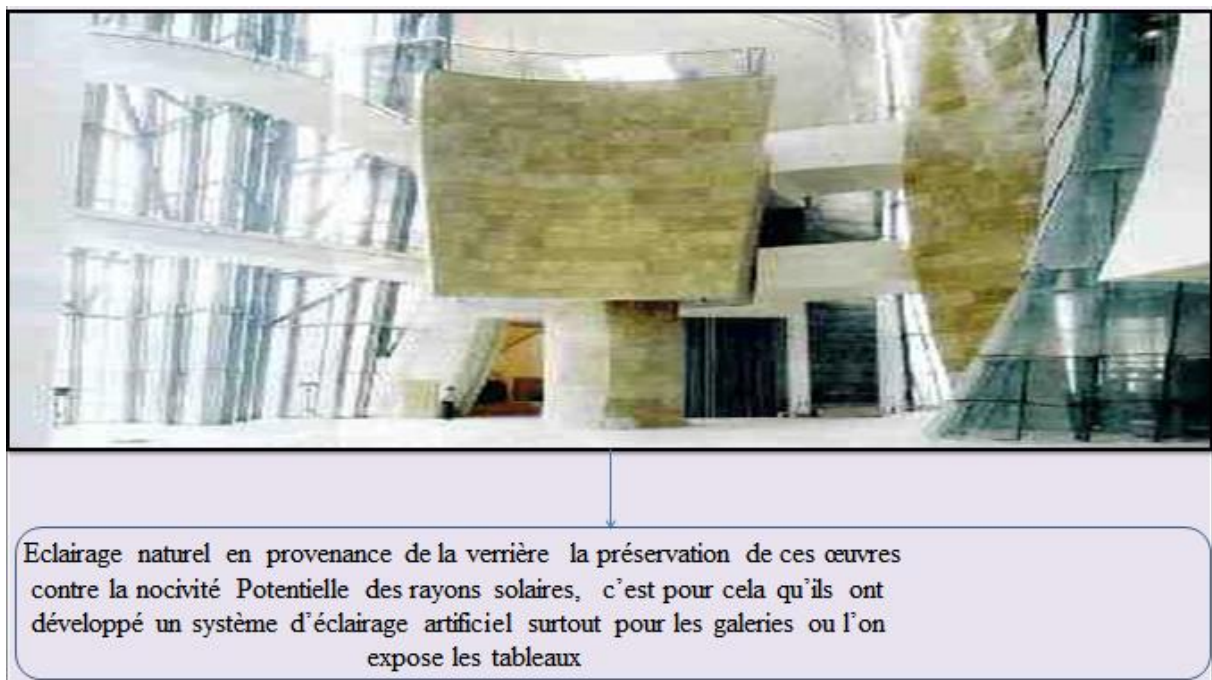 Eclairage naturel en provenance de la verrière la préservation de ces œuvres
contre la nocivité Potentielle des rayons solaires, c’est pour cela qu’ils ont
développé un système d’éclairage artificiel surtout pour les galeries ou l’on
expose les tableaux